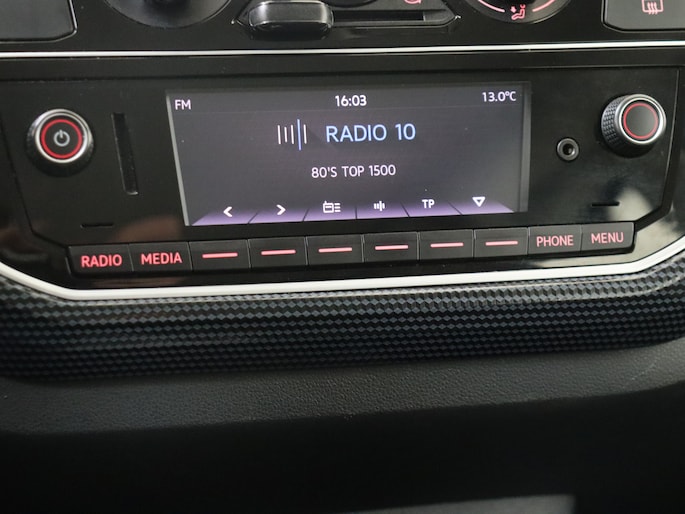 FM 16:03 13.0°C
RADIO 10
80'S TOP 1500
TP
RADIO MEDIA PHONE MENU